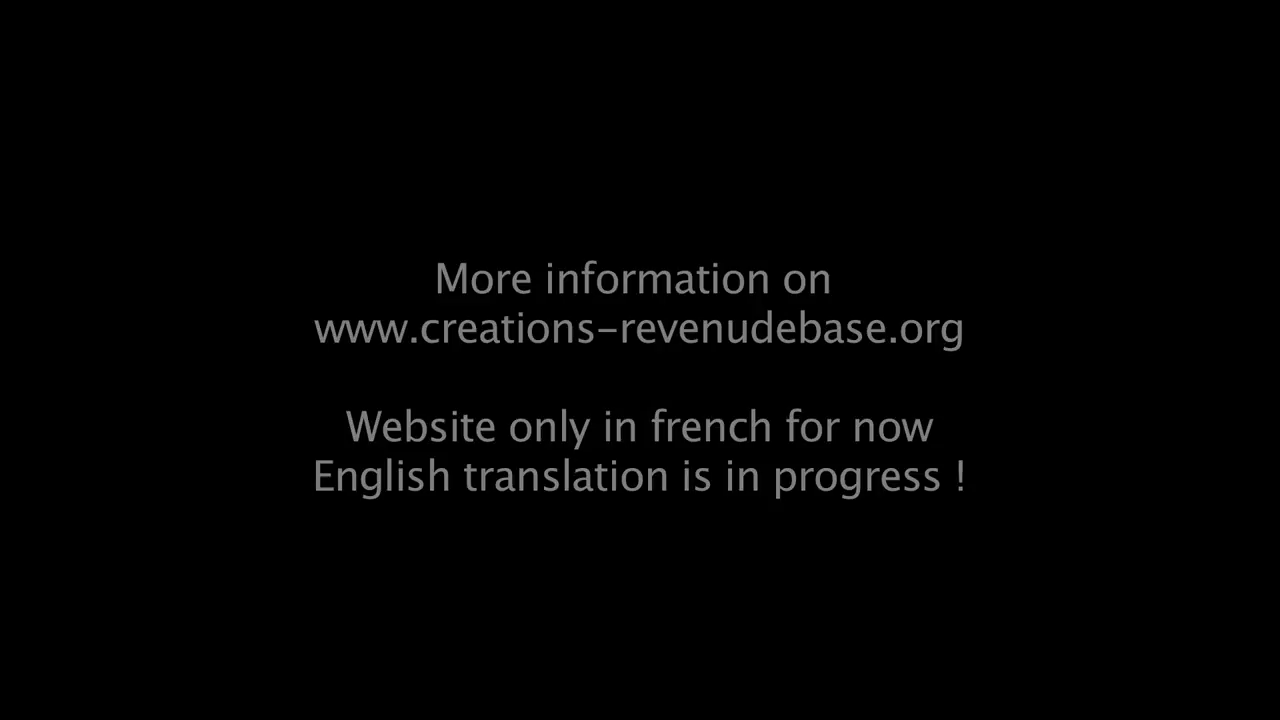 More information on
www.creations-revenudebase.org
Website only in french for now
English translation is in progress !